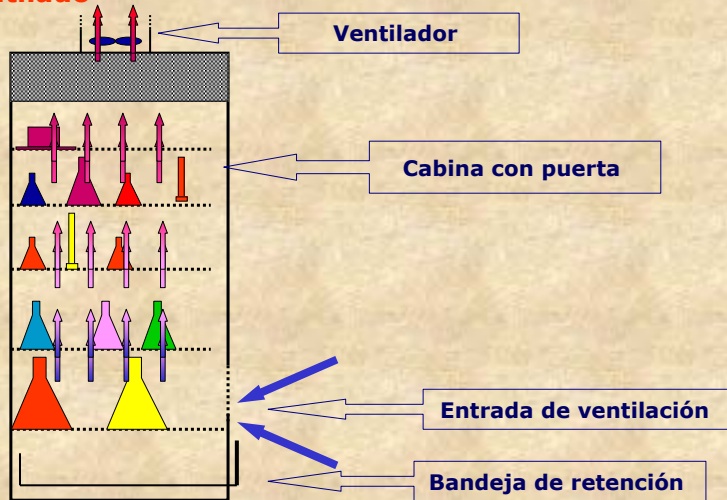 Ventilador
Cabina con puerta
Entrada de ventilación
Bandeja de retención